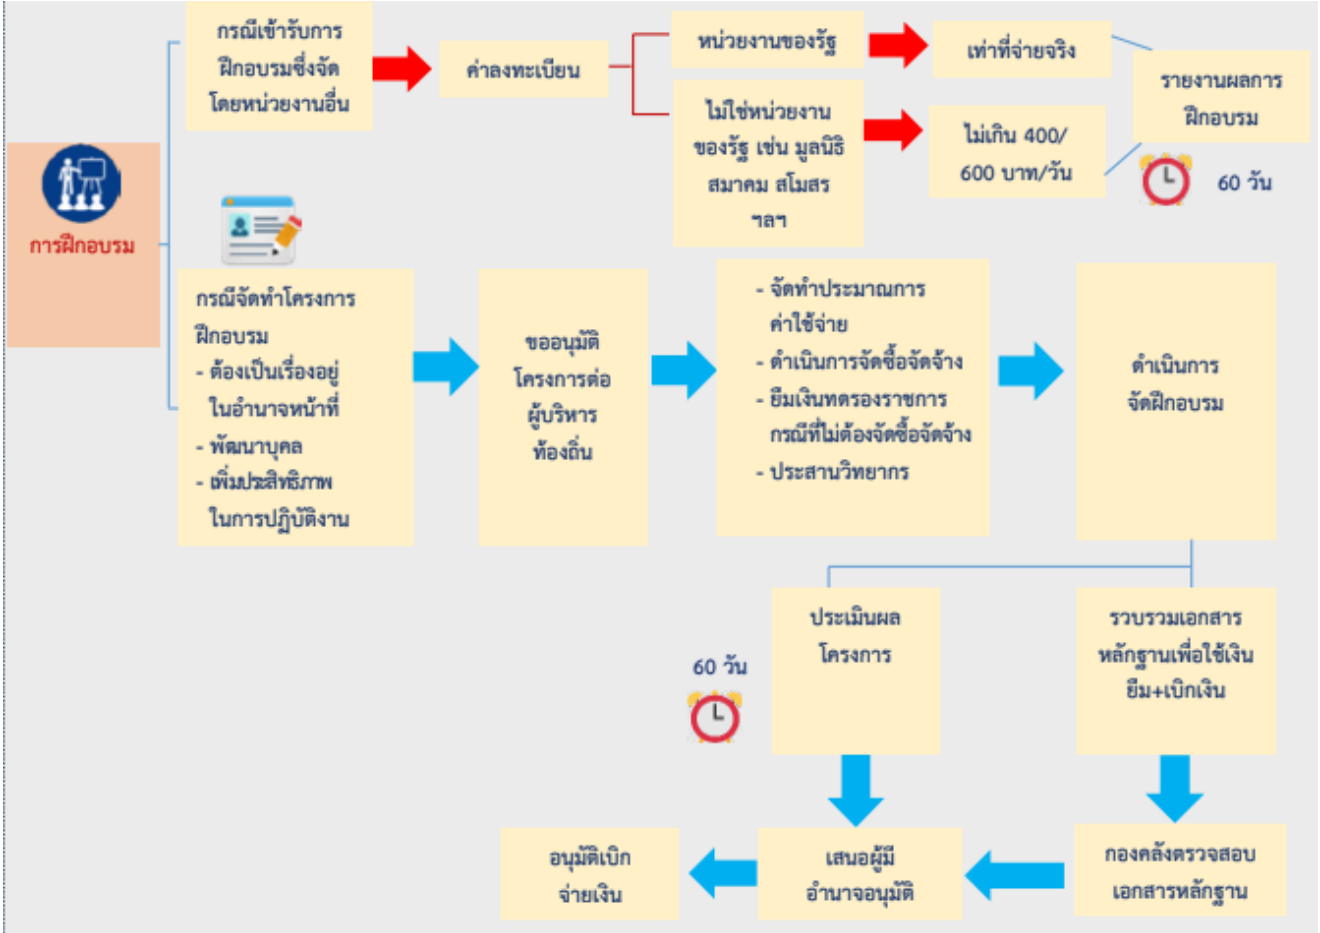 การฝึกอบรม
กรณีเข้ารับการ
ฝึกอบรมซึ่งจัด
โดยหน่วยงานอื่น
ค่าลงทะเบียน
หน่วยงานของรัฐ
เท่าที่จ่ายจริง
ไม่ใช่หน่วยงาน
ของรัฐ เช่น มูลนิธิ
สมาคม สโมสร
ฯลฯ
ไม่เกิน 400/
600 บาท/วัน
รายงานผลการ
ฝึกอบรม
60 วัน
กรณีจัดทำโครงการ
ฝึกอบรม
- ต้องเป็นเรื่องอยู่
ในอำนาจหน้าที่
- พัฒนาบุคล
- เพิ่มประสิทธิภาพ
ในการปฏิบัติงาน
ขออนุมัติ
โครงการต่อ
ผู้บริหาร
ท้องถิ่น
- จัดทำประมาณการ
ค่าใช้จ่าย
- ดำเนินการจัดซื้อจัดจ้าง
- ยืมเงินทดรองราชการ
กรณีที่ไม่ต้องจัดซื้อจัดจ้าง
- ประสานวิทยากร
ดำเนินการ
จัดฝึกอบรม
ประเมินผล
โครงการ
60 วัน
รวบรวมเอกสาร
หลักฐานเพื่อใช้เงิน
ยืม+เบิกเงิน
กองคลังตรวจสอบ
เอกสารหลักฐาน
เสนอผู้มี
อำนาจอนุมัติ
อนุมัติเบิก
จ่ายเงิน